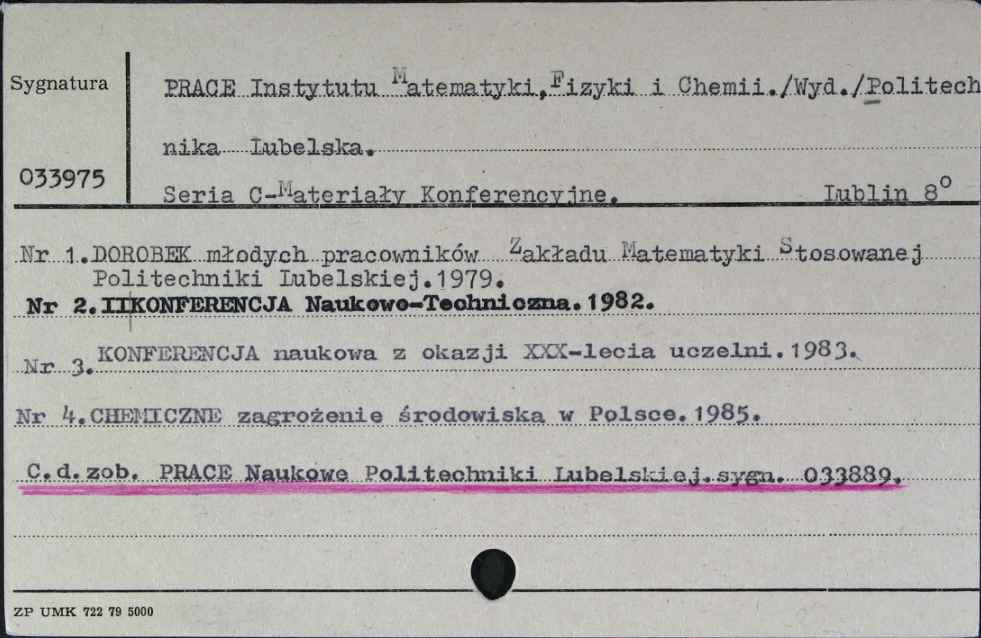 Sygnatura
PRACE Instytutu Matematyki,Fizyki i Chemii./Wyd./Politech
nika Lubelska.
033975
Seria C-Materiały Konferencyjne. Lublin 8°
Nr 1.DOROBEK młodych pracowników Zakładu Matematyki Stosowanej
Politechniki Lubelskiej.1979.
Nr 2.II KONFERENCJA Naukowo-Techniczna.1982.
Nr 3.KONFERENCJA naukowa z okazji XXX-lecia uczelni.1983.
Nr 4.CHEMICZNE zagrożenie środowiska w Polsce.1985.
C.d.zob. PRACE Naukowe Politechniki Lubelskiej.sygn. 033889.
ZP UMK 722 79 5000